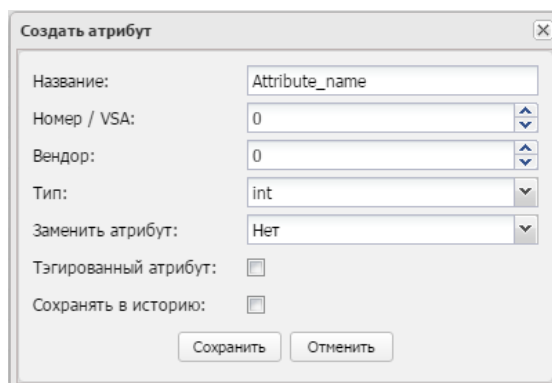 Создать атрибут
Название: Attribute_name
Номер / VSA: 0
Вендор: 0
Тип: int
Заменить атрибут: Нет
Тэгированный атрибут:
Сохранять в историю:
Сохранить Отменить